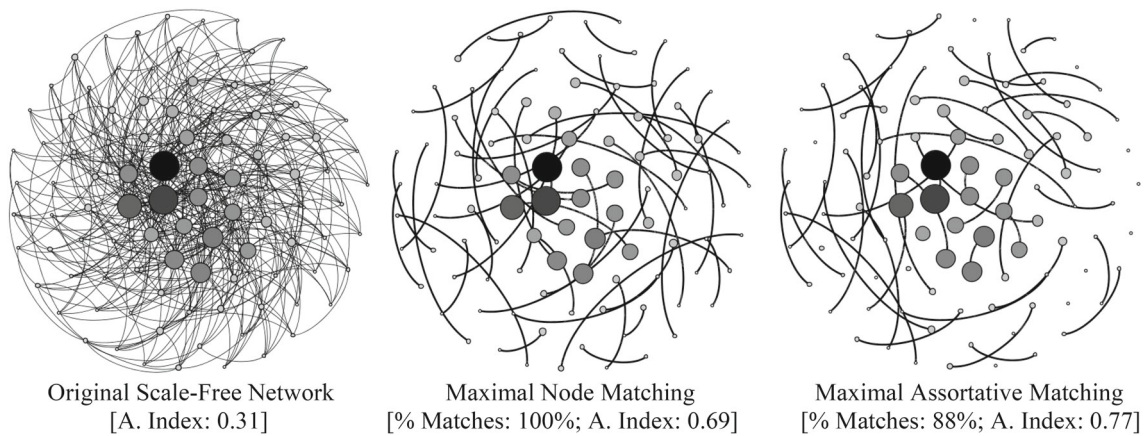 Original Scale-Free Network
[A. Index: 0.31]
Maximal Node Matching
[% Matches: 100%; A. Index: 0.69]
Maximal Assortative Matching
[% Matches: 88%; A. Index: 0.77]